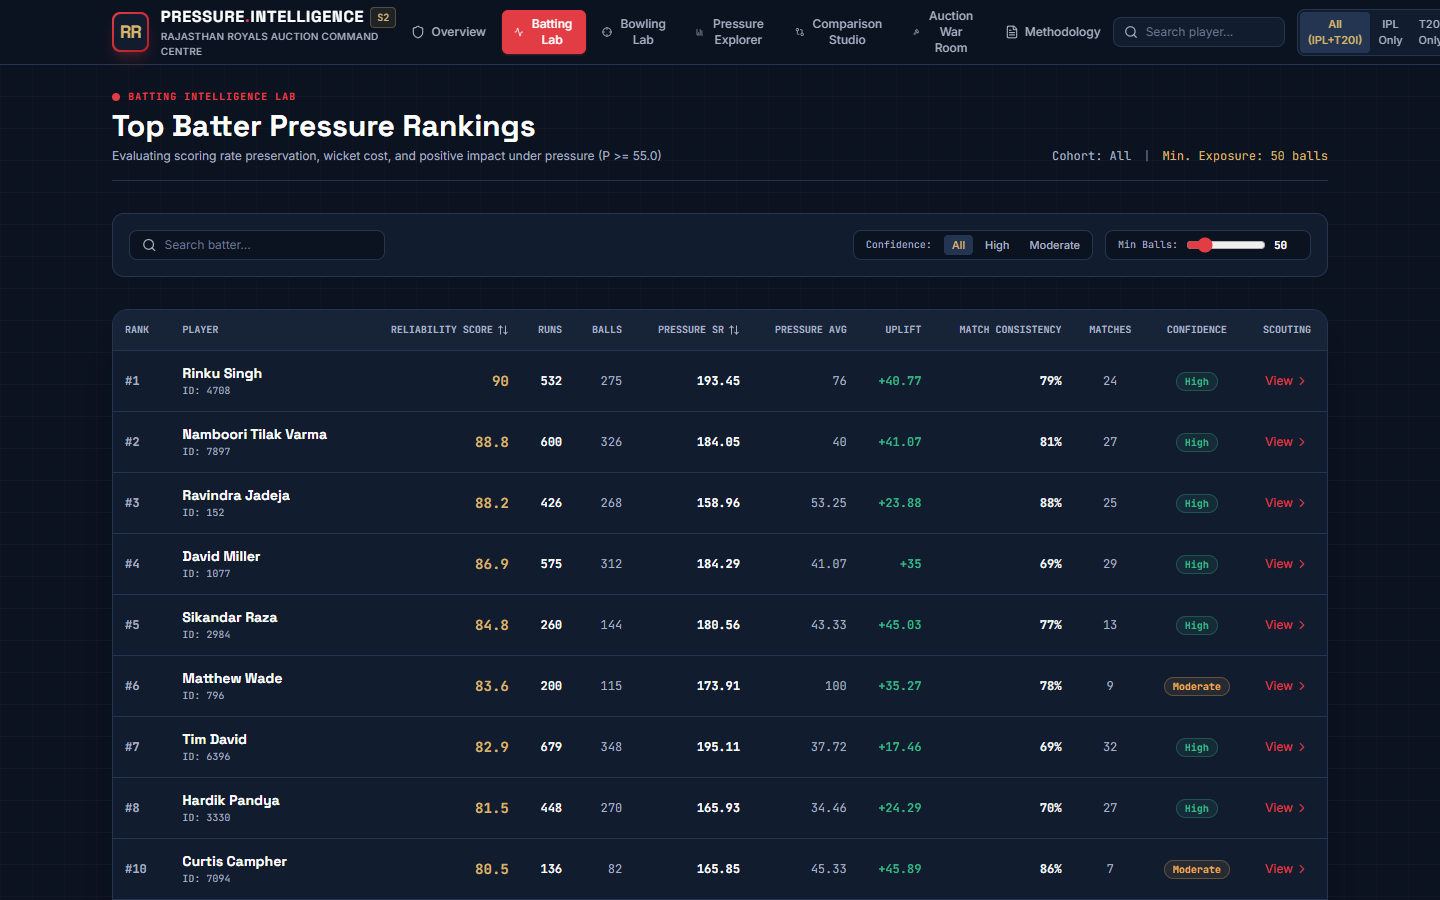 RR
PRESSURE.INTELLIGENCE S2
RAJASTHAN ROYALS AUCTION COMMAND
CENTRE
Overview
Batting
Lab
Bowling
Lab
Pressure
Explorer
Comparison
Studio
Auction
War
Room
Methodology
Search player...
All
(IPL+T20I)
IPL
Only
T20
Only
BATTING INTELLIGENCE LAB
Top Batter Pressure Rankings
Evaluating scoring rate preservation, wicket cost, and positive impact under pressure (P >= 55.0)
Cohort: All | Min. Exposure: 50 balls
Search batter...
Confidence: All High Moderate
Min Balls: 50
RANK PLAYER RELIABILITY SCORE RUNS BALLS PRESSURE SR PRESSURE AVG UPLIFT MATCH CONSISTENCY MATCHES CONFIDENCE SCOUTING
#1 Rinku Singh 90 532 275 193.45 76 +40.77 79% 24 High View
ID: 4708
#2 Namboori Tilak Varma 88.8 600 326 184.05 40 +41.07 81% 27 High View
ID: 7897
#3 Ravindra Jadeja 88.2 426 268 158.96 53.25 +23.88 88% 25 High View
ID: 152
#4 David Miller 86.9 575 312 184.29 41.07 +35 69% 29 High View
ID: 1077
#5 Sikandar Raza 84.8 260 144 180.56 43.33 +45.03 77% 13 High View
ID: 2984
#6 Matthew Wade 83.6 200 115 173.91 100 +35.27 78% 9 Moderate View
ID: 796
#7 Tim David 82.9 679 348 195.11 37.72 +17.46 69% 32 High View
ID: 6396
#8 Hardik Pandya 81.5 448 270 165.93 34.46 +24.29 70% 27 High View
ID: 3330
#10 Curtis Campher 80.5 136 82 165.85 45.33 +45.89 86% 7 Moderate View
ID: 7094